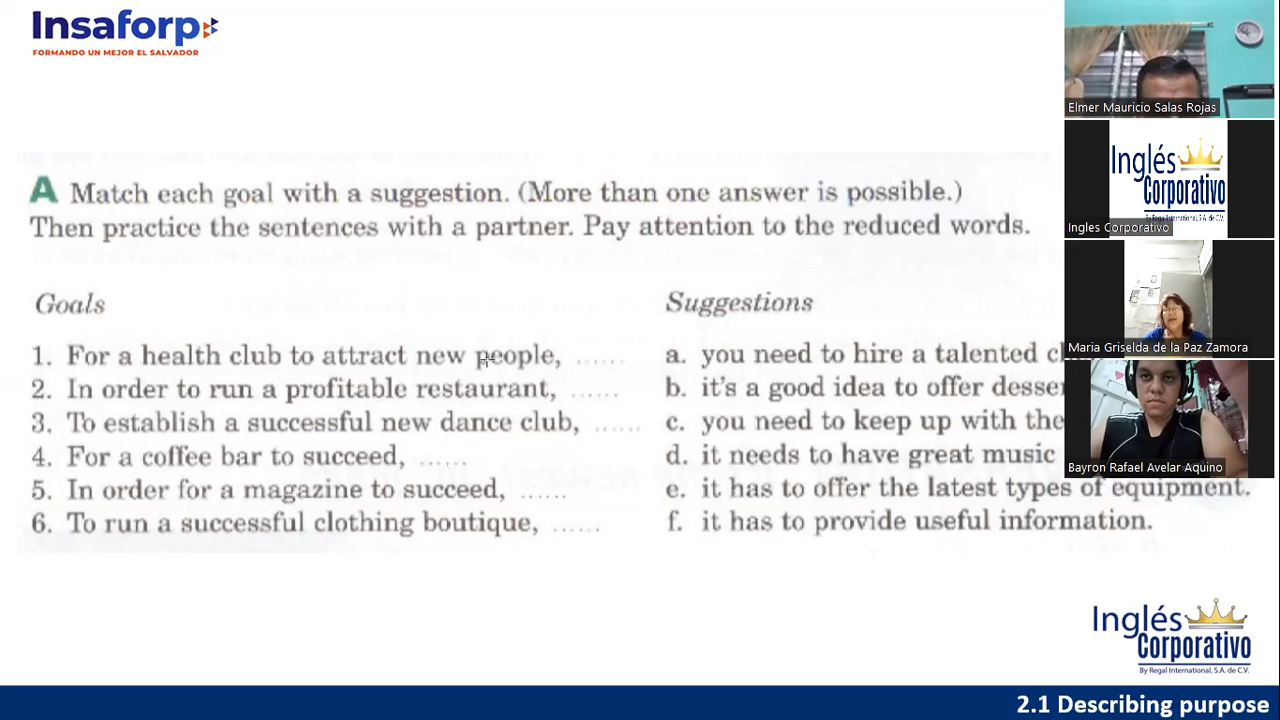 Insaforp
FORMANDO UN MEJOR EL SALVADOR
A Match each goal with a suggestion. (More than one answer is possible.)
Then practice the sentences with a partner. Pay attention to the reduced words.
Goals
1. For a health club to attract new people, ......
2. In order to run a profitable restaurant, ......
3. To establish a successful new dance club, ......
4. For a coffee bar to succeed, ......
5. In order for a magazine to succeed, ......
6. To run a successful clothing boutique, ......
Suggestions
a. you need to hire a talented
b. it's a good idea to offer
c. you need to keep up with the
d. it needs to have great music
e. it has to offer the latest types of equipment.
f. it has to provide useful information.
Elmer Mauricio Salas Rojas
Inglés
Corporativo
By Regal International, S.A. de C.V.
Ingles Corporativo
Maria Griselda de la Paz Zamora
Bayron Rafael Avelar Aquino
Inglés
Corporativo
By Regal International, S.A. de C.V.
2.1 Describing purpose